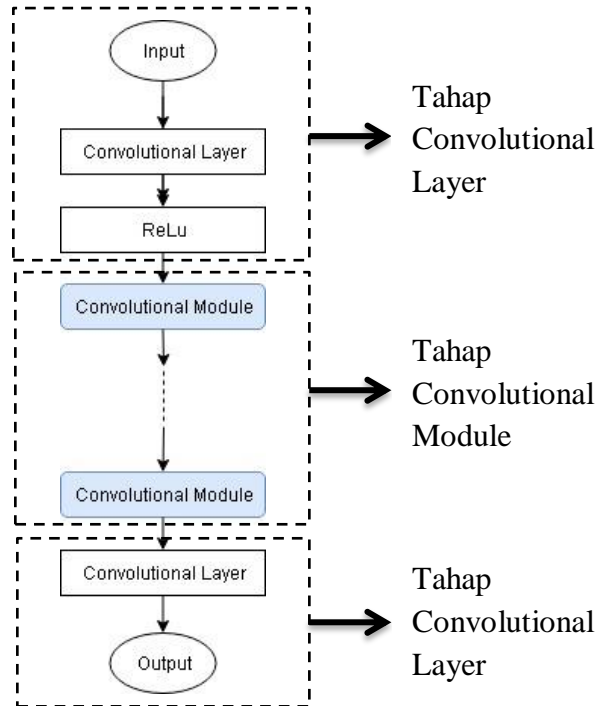 Input
Convolutional Layer
ReLu
Tahap
Convolutional
Layer
Convolutional Module
Convolutional Module
Tahap
Convolutional
Module
Convolutional Layer
Output
Tahap
Convolutional
Layer